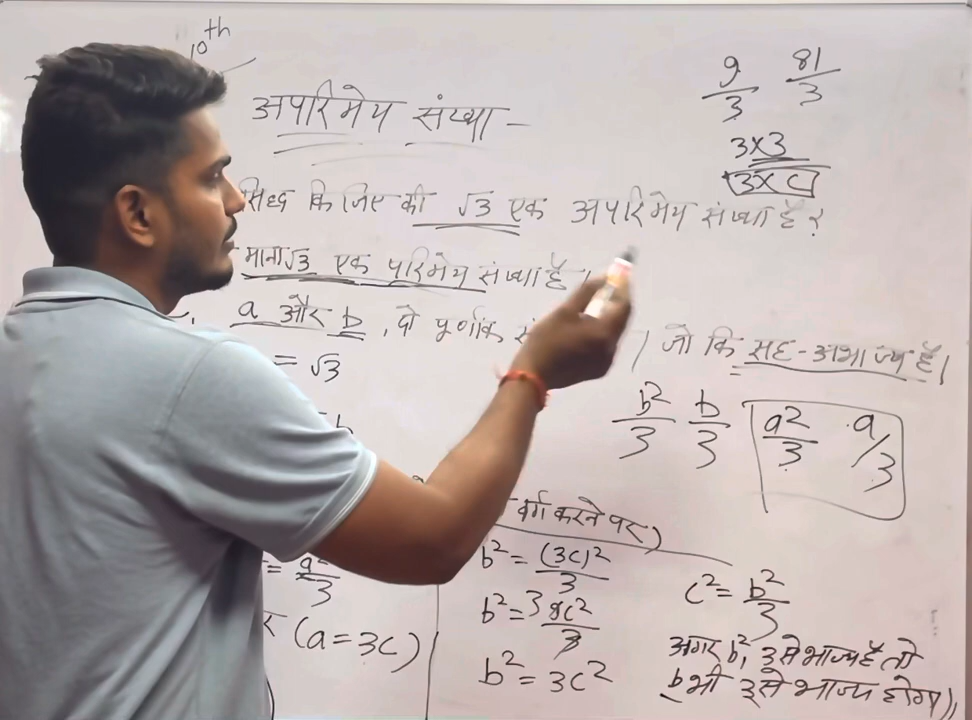 10th
अपरिमेय संख्या -
9/3 81/3
3×3
3×C
सिध्द किजिए की √3 एक अपरिमेय संख्या है ?
माना √3 एक परिमेय संख्या है ।
a और b , दो पूर्णांक
जो कि सह-अभाज्य है।
= √3
b²/3 b/3 a²/3 a/3
वर्ग करने पर)
= a²/3
(a = 3c)
b² = (3c)²/3
b² = 3 9c²/3
b² = 3c²
c² = b²/3
अगर b², 3 से भाज्य है तो
b भी 3 से भाज्य होगा।,,